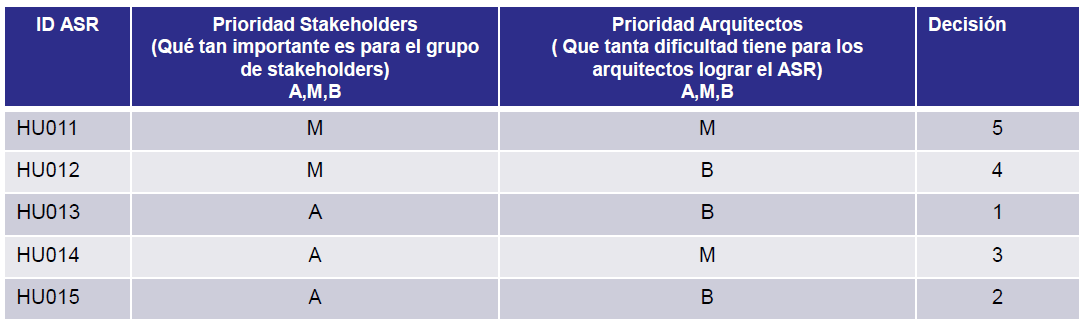 ID ASR
Prioridad Stakeholders
(Qué tan importante es para el grupo
de stakeholders)
A,M,B
Prioridad Arquitectos
( Que tanta dificultad tiene para los
arquitectos lograr el ASR)
A,M,B
Decisión
HU011 M M 5
HU012 M B 4
HU013 A B 1
HU014 A M 3
HU015 A B 2